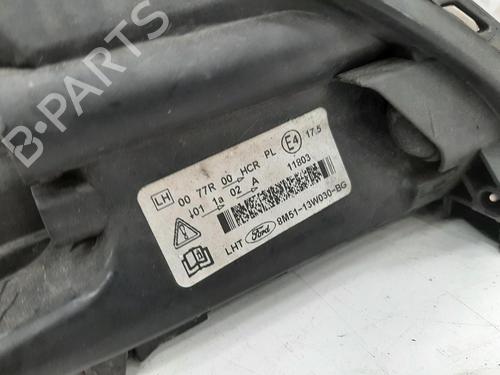 B-PARTS
LH 00 77R 00 HCR PL E4 17.5
01 1a 02 A 11803
LHT Ford 8M51-13W030-BG